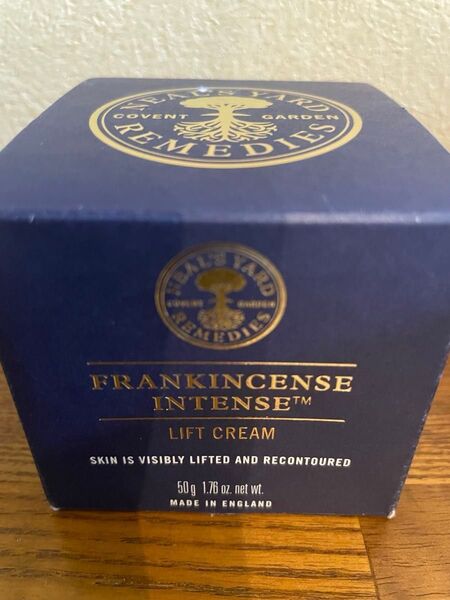 NEAL'S YARD
COVENT GARDEN
REMEDIES
NEAL'S YARD
COVENT GARDEN
REMEDIES
FRANKINCENSE
INTENSE™
LIFT CREAM
SKIN IS VISIBLY LIFTED AND RECONTOURED
50g 1.76 oz. net wt.
MADE IN ENGLAND